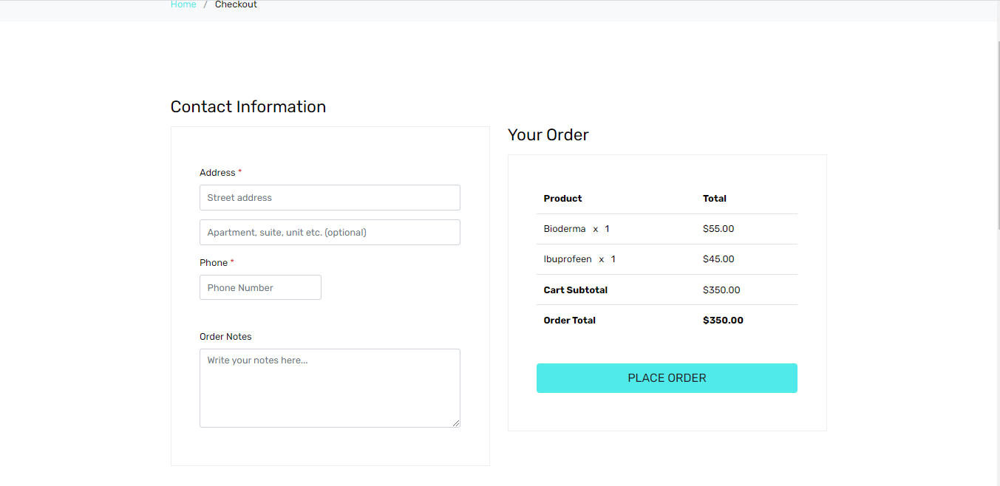 Home / Checkout
Contact Information
Address *
Street address
Apartment, suite, unit etc. (optional)
Phone *
Phone Number
Order Notes
Write your notes here...
Your Order
Product Total
Bioderma x 1 $55.00
Ibuprofeen x 1 $45.00
Cart Subtotal $350.00
Order Total $350.00
PLACE ORDER